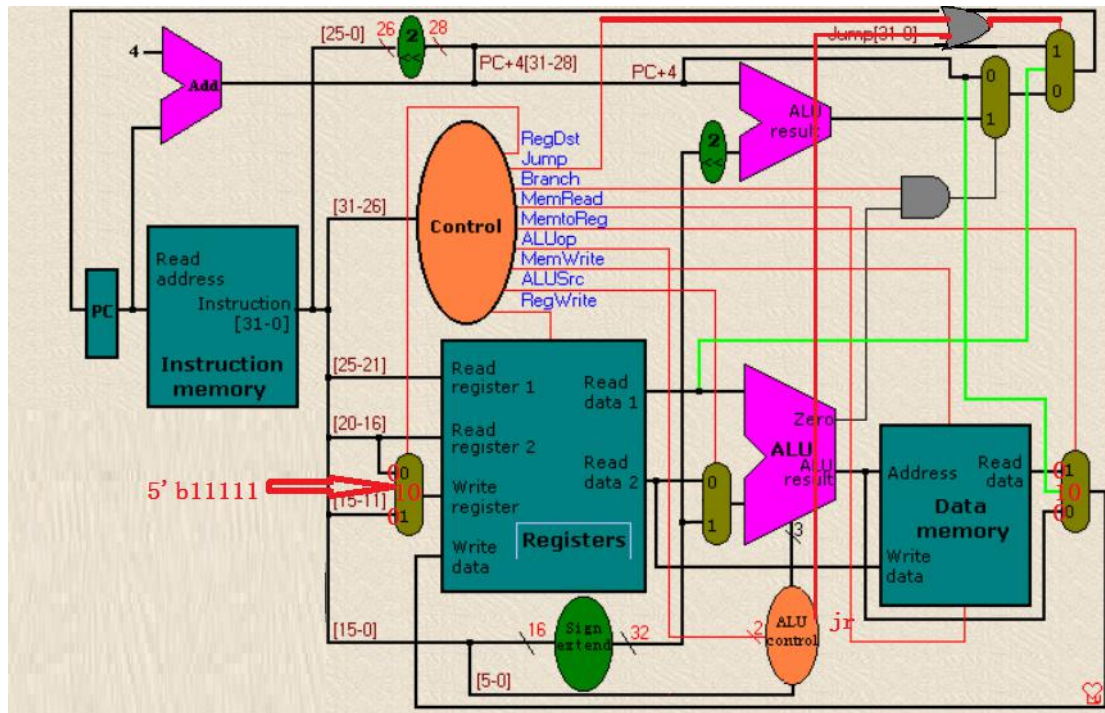 [25-0]
26
2
<<
28
Jump[31-0]
4
Add
PC+4[31-28]
PC+4
ALU
result
0
1
1
0
2
<<
RegDst
Jump
Branch
MemRead
MemtoReg
ALUop
MemWrite
ALUSrc
RegWrite
[31-26]
Control
PC
Read
address
Instruction
[31-0]
Instruction
memory
[25-21]
Read
register 1
Read
data 1
[20-16]
Read
register 2
Read
data 2
5'b11111
00
10
01
[15-11]
Write
register
Write
data
Registers
0
1
Zero
ALU
ALU
result
3
Address
Read
data
Data
memory
Write
data
01
10
00
[15-0]
16
Sign
extend
32
2
ALU
control
jr
[5-0]